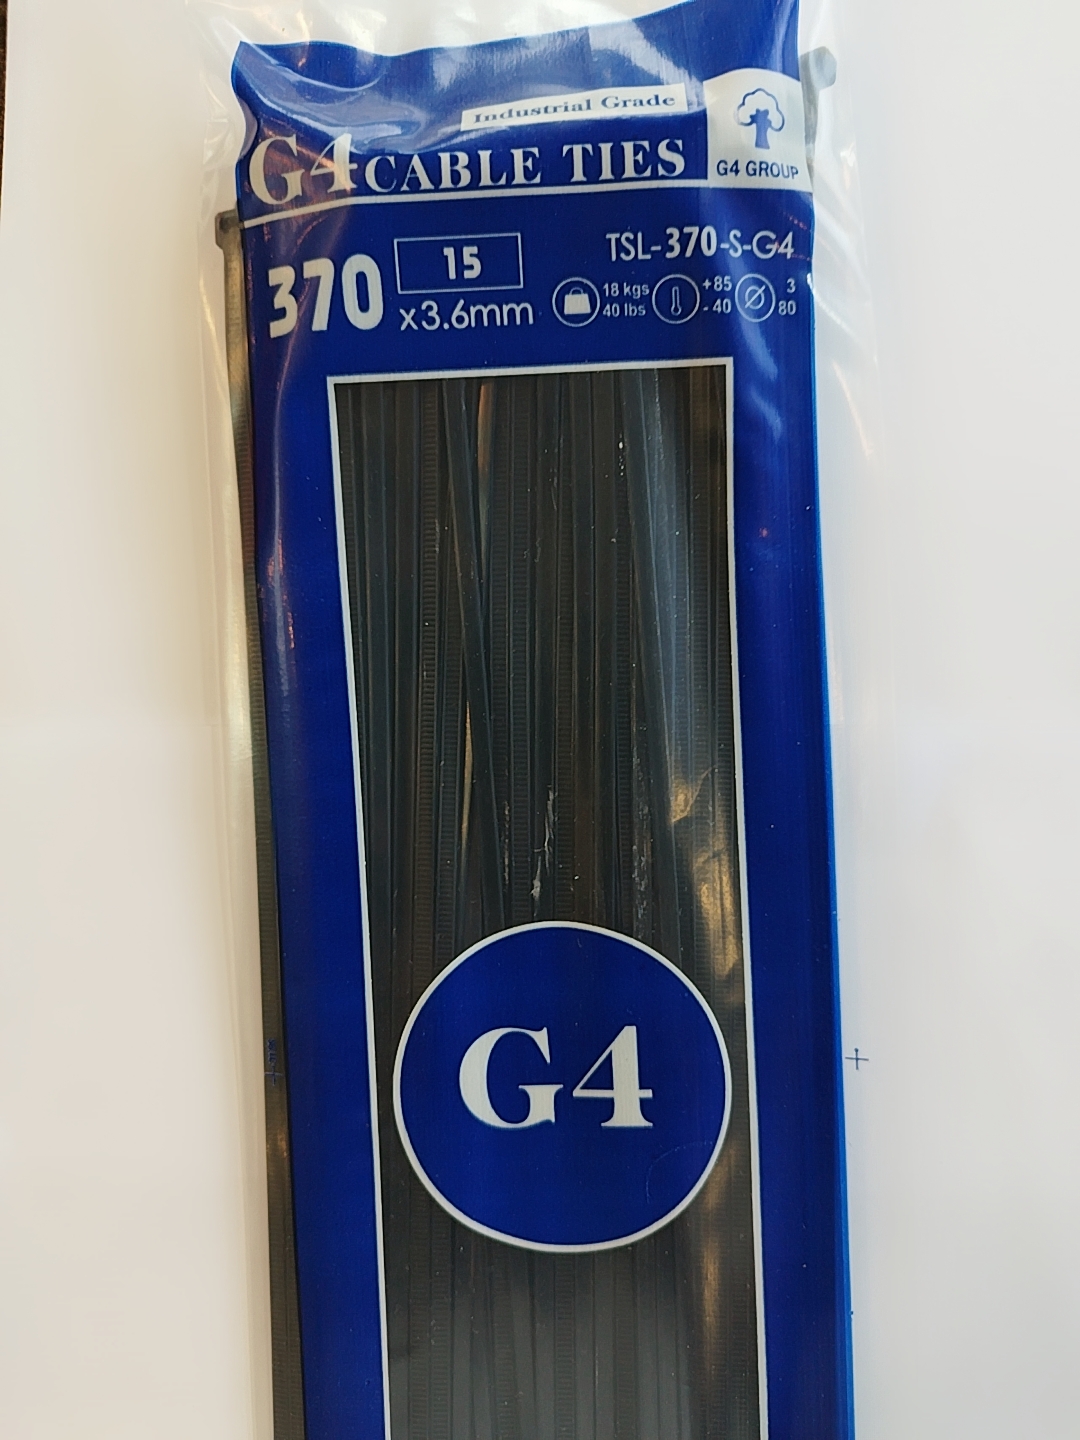 Industrial Grade
G4 CABLE TIES
G4 GROUP
370
15
x3.6mm
TSL-370-S-G4
18 kgs
40 lbs
+85
-40
3
80
G4